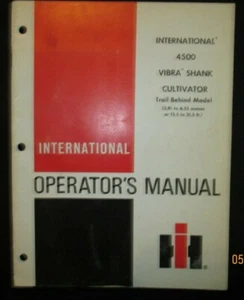 INTERNATIONAL®
4500
VIBRA SHANK
CULTIVATOR
Trail Behind Model
INTERNATIONAL
OPERATOR'S MANUAL
IH
®
05